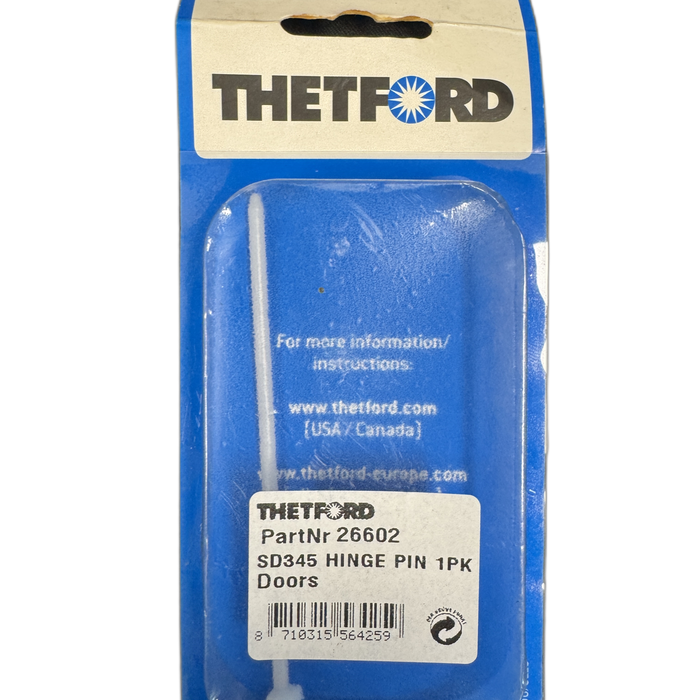 THETFORD
For more information/
instructions:
www.thetford.com
[USA / Canada]
www.thetford-europe.com
THETFORD
PartNr 26602
SD345 HINGE PIN 1PK
Doors
8 710315 564259